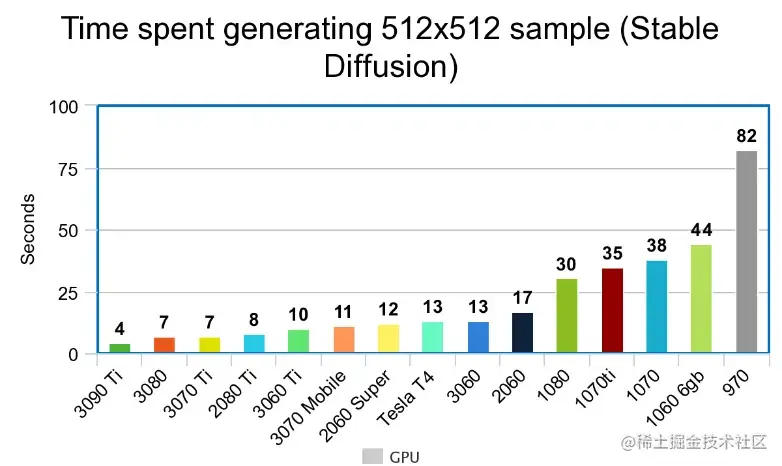 Time spent generating 512x512 sample (Stable
Diffusion)
100
75
50
25
0
Seconds
4
7
7
8
10
11
12
13
13
17
30
35
38
44
82
3090 Ti
3080
3070 Ti
2080 Ti
3060 Ti
3070 Mobile
2060 Super
Tesla T4
3060
2060
1080
1070ti
1070
1060 6gb
970
GPU
@稀土掘金技术社区